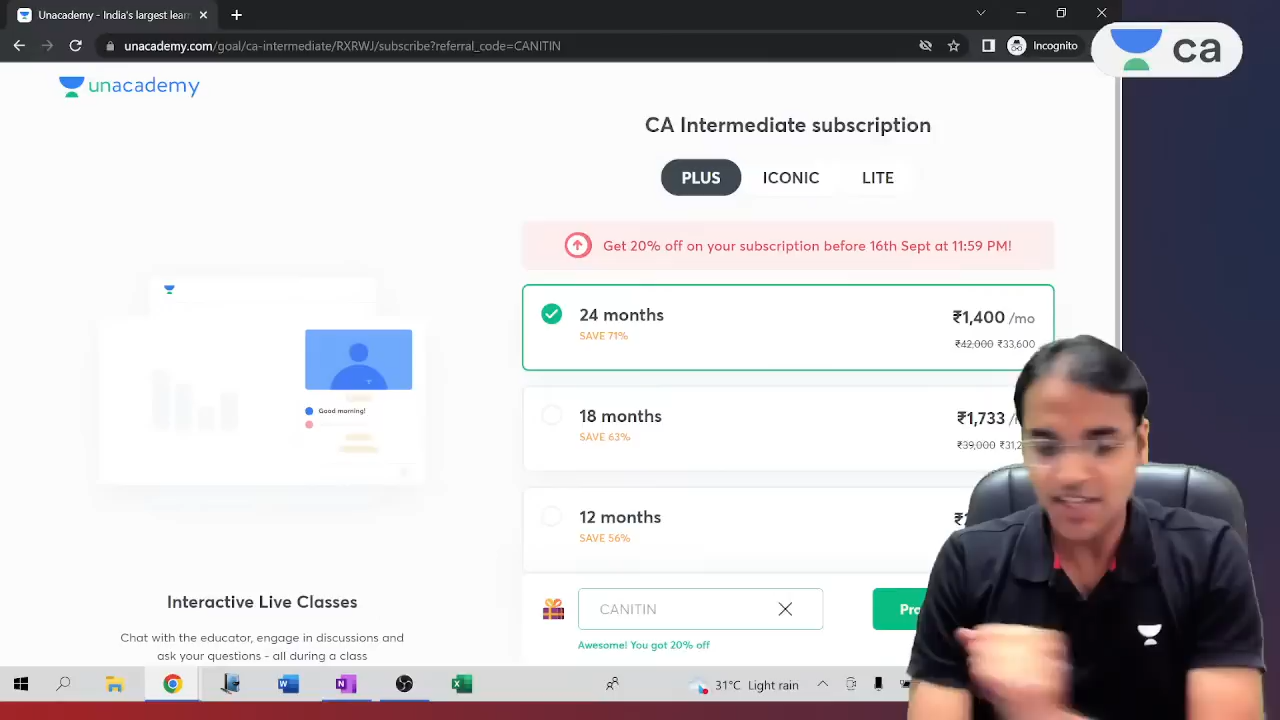 Unacademy - India's largest learn
unacademy.com/goal/ca-intermediate/RXRWJ/subscribe?referral_code=CANITIN
Incognito
ca
unacademy
CA Intermediate subscription
PLUS
ICONIC
LITE
Get 20% off on your subscription before 16th Sept at 11:59 PM!
24 months
₹1,400 /mo
SAVE 71%
₹42,000 ₹33,600
18 months
₹1,733
SAVE 63%
₹39,000 ₹31,2
12 months
SAVE 56%
Good morning!
Interactive Live Classes
Chat with the educator, engage in discussions and
ask your questions - all during a class
CANITIN
Pro
Awesome! You got 20% off
31°C Light rain